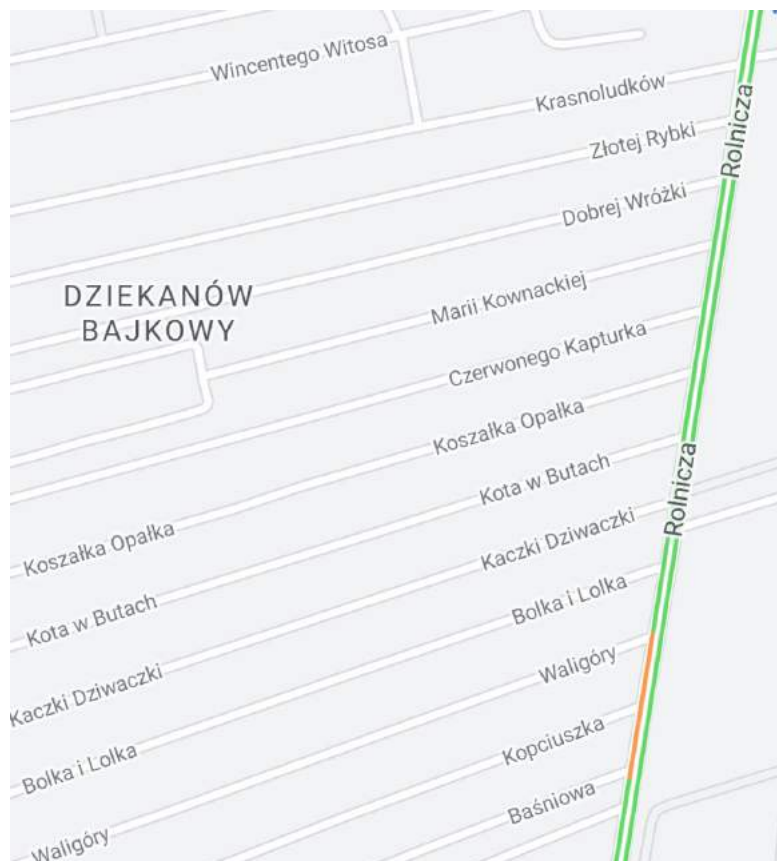 Wincentego Witosa
Krasnoludków
Rolnicza
Złotej Rybki
Dobrej Wróżki
DZIEKANÓW
BAJKOWY
Marii Kownackiej
Czerwonego Kapturka
Koszałka Opałka
Kota w Butach
Rolnicza
Kaczki Dziwaczki
Koszałka Opałka
Bolka i Lolka
Kota w Butach
Waligóry
Kaczki Dziwaczki
Kopciuszka
Bolka i Lolka
Baśniowa
Waligóry